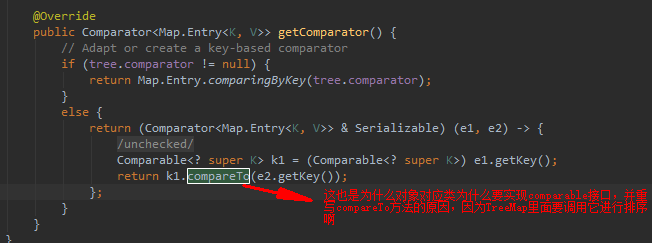 @Override
public Comparator<Map.Entry<K, V>> getComparator() {
// Adapt or create a key-based comparator
if (tree.comparator != null) {
return Map.Entry.comparingByKey(tree.comparator);
}
else {
return (Comparator<Map.Entry<K, V>> & Serializable) (e1, e2) -> {
/unchecked/
Comparable<? super K> k1 = (Comparable<? super K>) e1.getKey();
return k1.compareTo(e2.getKey());
};
}
}
}
这也是为什么对象对应类为什么要实现comparable接口，并重
写compareTo方法的原因，因为TreeMap里面要调用它进行排序
啊